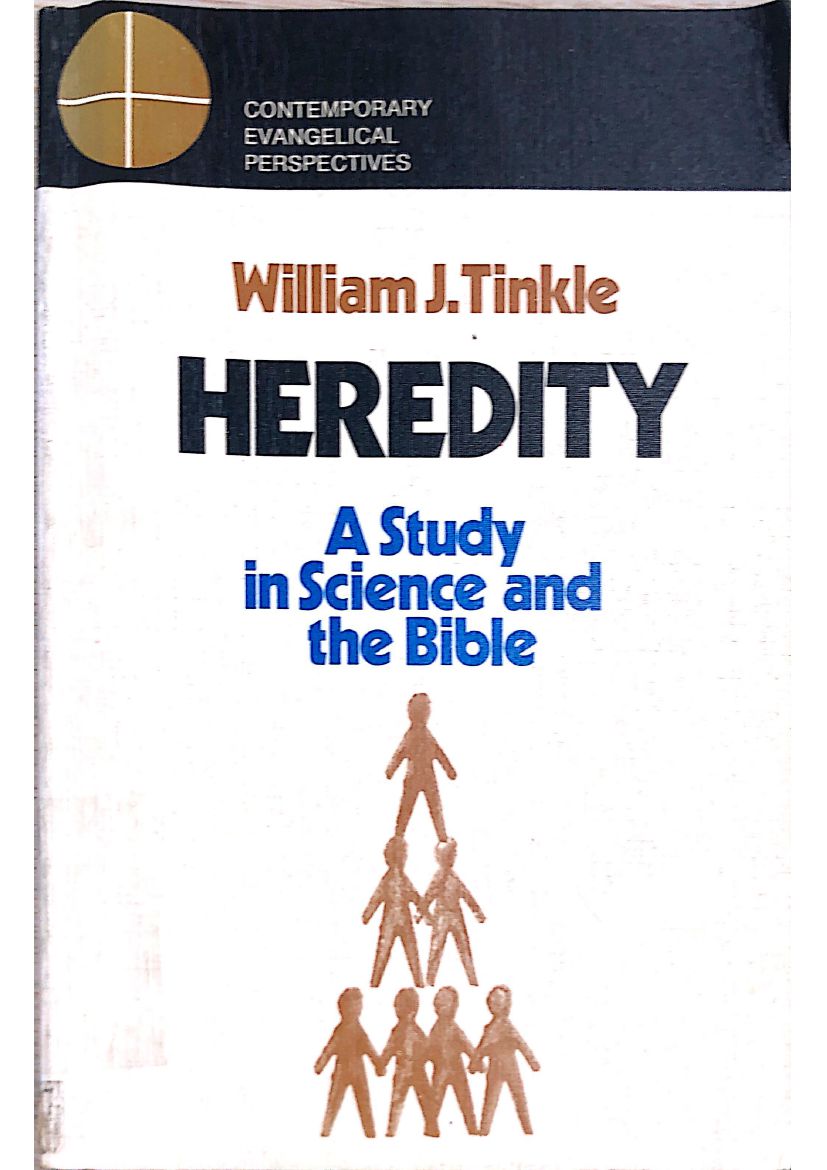 CONTEMPORARY
EVANGELICAL
PERSPECTIVES
William J. Tinkle
HEREDITY
A Study
in Science and
the Bible